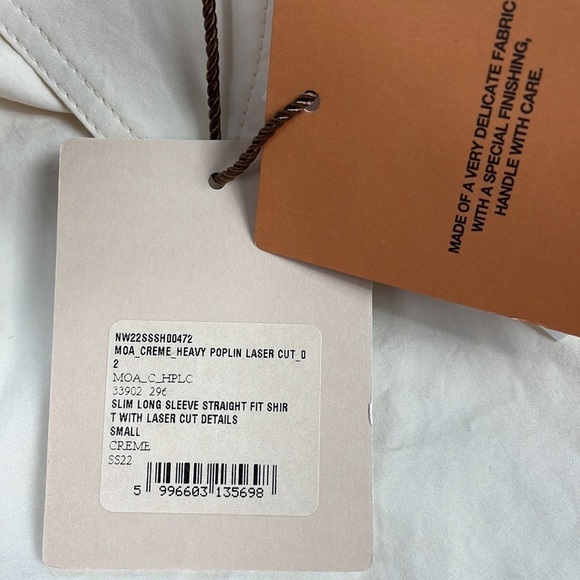 MADE OF A VERY DELICATE FABRIC
WITH A SPECIAL FINISHING,
HANDLE WITH CARE.
NW22SSSH00472
MOA_CREME_HEAVY POPLIN LASER CUT_0
2
MOA_C_HPLC
33902 296
SLIM LONG SLEEVE STRAIGHT FIT SHIR
T WITH LASER CUT DETAILS
SMALL
CREME
SS22
5 996603 135698